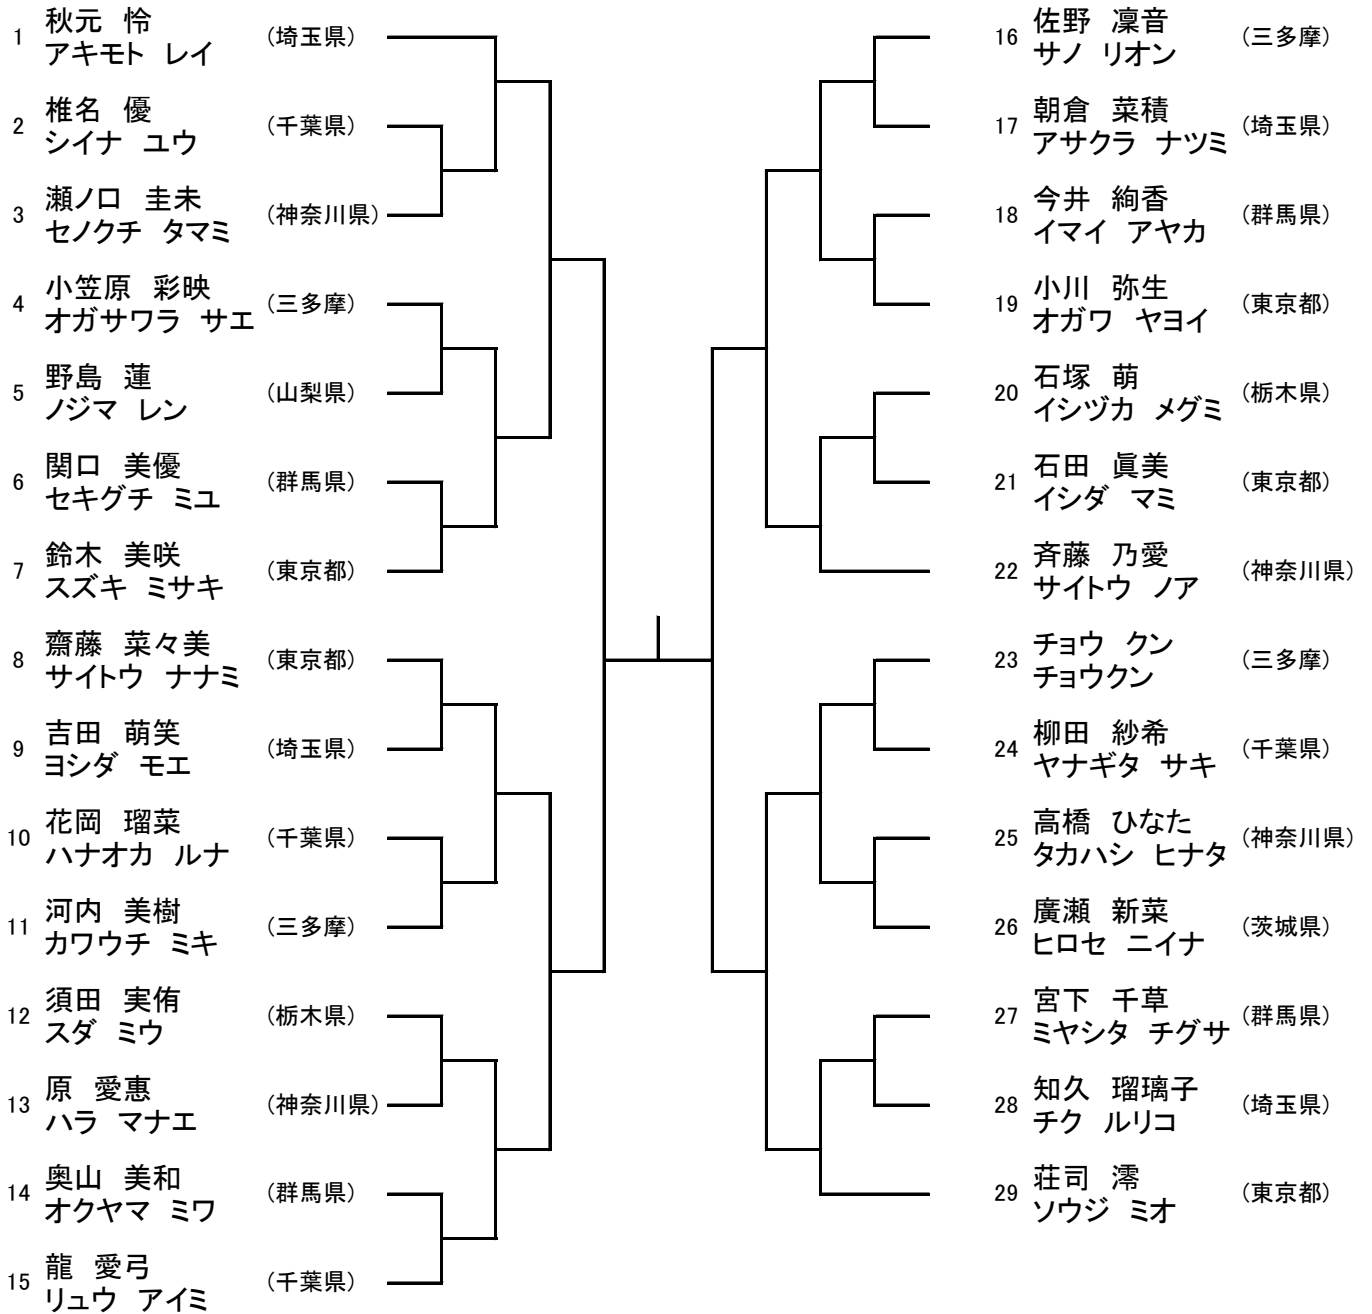 1 秋元 怜 (埼玉県)
アキモト レイ
2 椎名 優 (千葉県)
シイナ ユウ
3 瀬ノ口 圭未 (神奈川県)
セノクチ タマミ
4 小笠原 彩映 (三多摩)
オガサワラ サエ
5 野島 蓮 (山梨県)
ノジマ レン
6 関口 美優 (群馬県)
セキグチ ミユ
7 鈴木 美咲 (東京都)
スズキ ミサキ
8 齋藤 菜々美 (東京都)
サイトウ ナナミ
9 吉田 萌笑 (埼玉県)
ヨシダ モエ
10 花岡 瑠菜 (千葉県)
ハナオカ ルナ
11 河内 美樹 (三多摩)
カワウチ ミキ
12 須田 実侑 (栃木県)
スダ ミウ
13 原 愛惠 (神奈川県)
ハラ マナエ
14 奥山 美和 (群馬県)
オクヤマ ミワ
15 龍 愛弓 (千葉県)
リュウ アイミ
16 佐野 凜音 (三多摩)
サノ リオン
17 朝倉 菜積 (埼玉県)
アサクラ ナツミ
18 今井 絢香 (群馬県)
イマイ アヤカ
19 小川 弥生 (東京都)
オガワ ヤヨイ
20 石塚 萌 (栃木県)
イシヅカ メグミ
21 石田 眞美 (東京都)
イシダ マミ
22 斉藤 乃愛 (神奈川県)
サイトウ ノア
23 チョウ クン (三多摩)
チョウクン
24 柳田 紗希 (千葉県)
ヤナギタ サキ
25 高橋 ひなた (神奈川県)
タカハシ ヒナタ
26 廣瀬 新菜 (茨城県)
ヒロセ ニイナ
27 宮下 千草 (群馬県)
ミヤシタ チグサ
28 知久 瑠璃子 (埼玉県)
チク ルリコ
29 荘司 澪 (東京都)
ソウジ ミオ